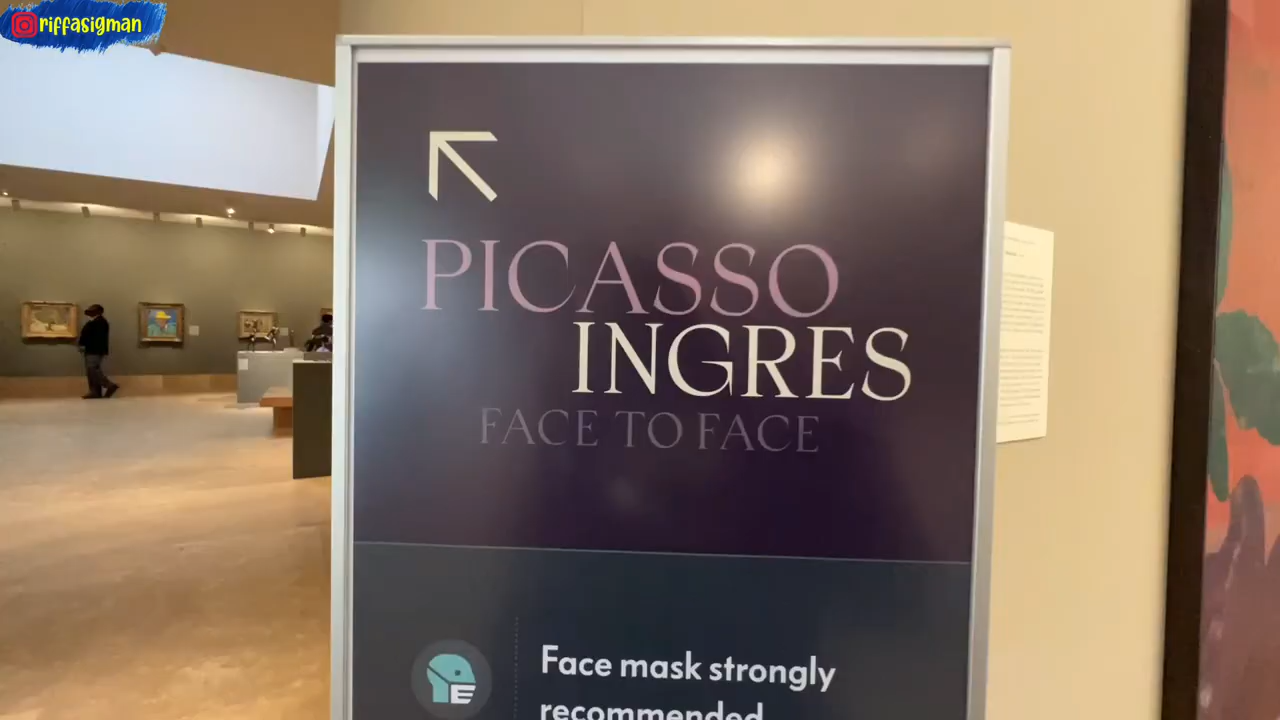 riffasigman
PICASSO
INGRES
FACE TO FACE
Face mask strongly
recommended